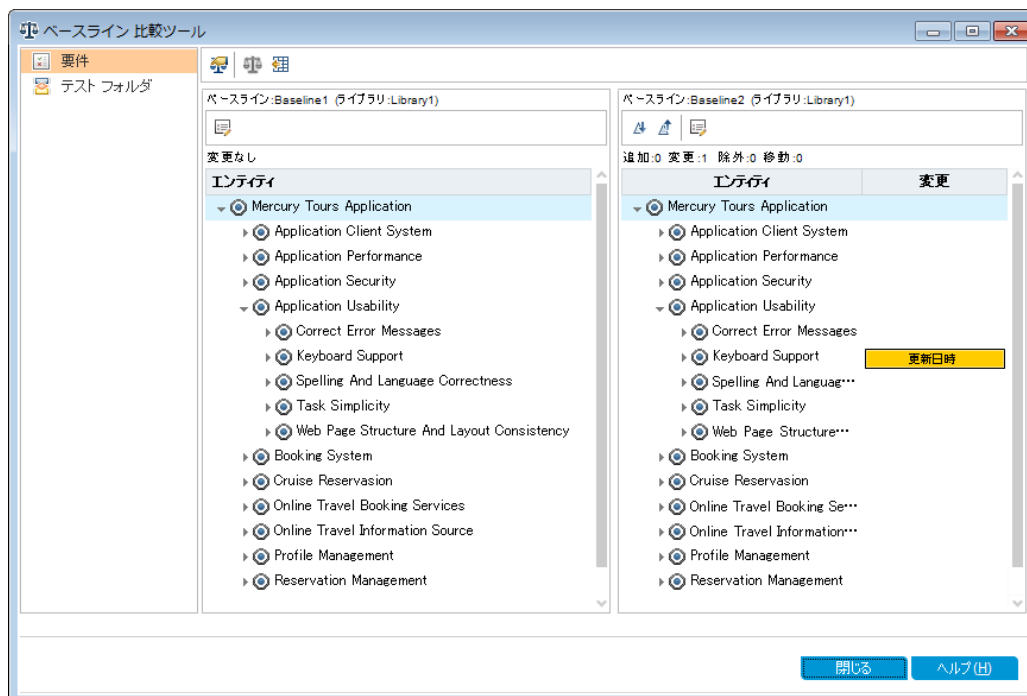 ベースライン 比較ツール
要件
テスト フォルダ
ベースライン:Baseline1 (ライブラリ:Library1)
変更なし
エンティティ
Mercury Tours Application
Application Client System
Application Performance
Application Security
Application Usability
Correct Error Messages
Keyboard Support
Spelling And Language Correctness
Task Simplicity
Web Page Structure And Layout Consistency
Booking System
Cruise Reservasion
Online Travel Booking Services
Online Travel Information Source
Profile Management
Reservation Management
ベースライン:Baseline2 (ライブラリ:Library1)
追加:0 変更:1 除外:0 移動:0
エンティティ 変更
Mercury Tours Application
Application Client System
Application Performance
Application Security
Application Usability
Correct Error Messages
Keyboard Support 更新日時
Spelling And Languag…
Task Simplicity
Web Page Structure…
Booking System
Cruise Reservasion
Online Travel Booking Se…
Online Travel Information…
Profile Management
Reservation Management
閉じる ヘルプ(H)